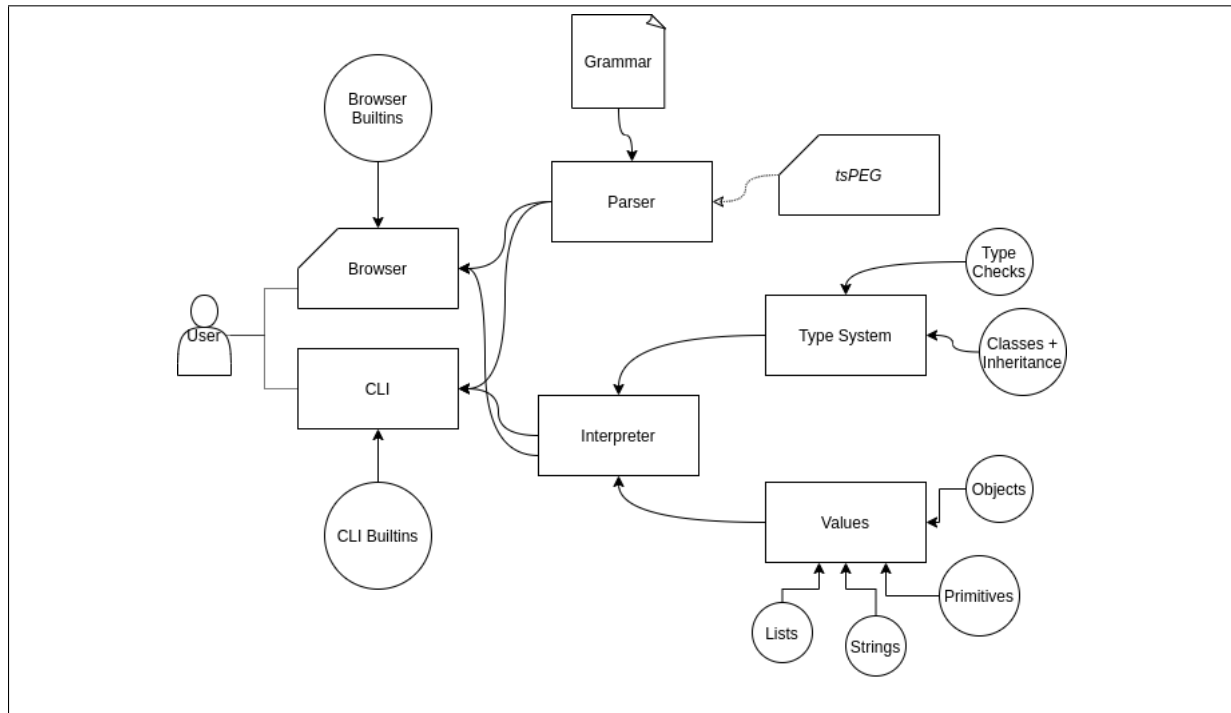 Grammar
Browser
Builtins
tsPEG
Parser
Type
Checks
Browser
User
Type System
Classes +
Inheritance
CLI
Interpreter
Objects
Values
CLI Builtins
Primitives
Lists
Strings